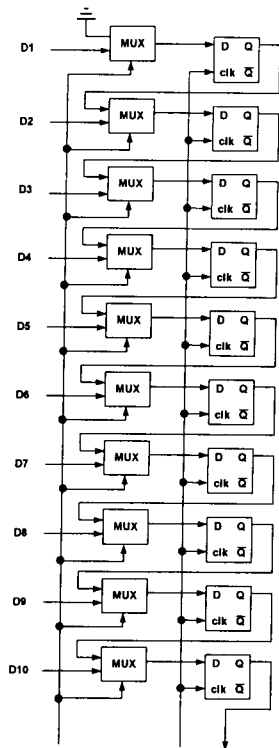 D1 MUX D Q
clk Q̅
D2 MUX D Q
clk Q̅
D3 MUX D Q
clk Q̅
D4 MUX D Q
clk Q̅
D5 MUX D Q
clk Q̅
D6 MUX D Q
clk Q̅
D7 MUX D Q
clk Q̅
D8 MUX D Q
clk Q̅
D9 MUX D Q
clk Q̅
D10 MUX D Q
clk Q̅